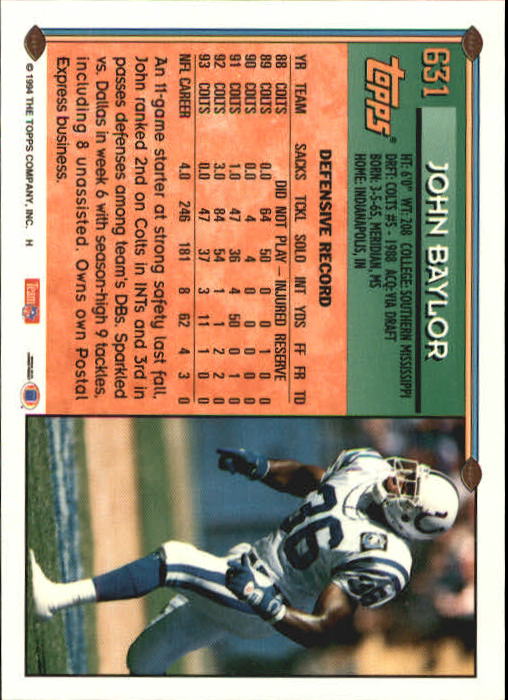 631
JOHN BAYLOR
TOPPS®
HT: 6'0" WT: 208 COLLEGE: SOUTHERN MISSISSIPPI
DRFT: COLTS #5 - 1988 ACQ: VIA DRAFT
BORN: 3-5-65, MERIDIAN, MS
HOME: INDIANAPOLIS, IN
DEFENSIVE RECORD
YR TEAM SACKS TCKL SOLO INT YDS FF FR TD
88 COLTS DID NOT PLAY — INJURED RESERVE
89 COLTS 0.0 64 50 0 0 1 0 0
90 COLTS 0.0 4 4 0 0 0 0 0
91 COLTS 1.0 47 36 4 50 0 1 0
92 COLTS 3.0 84 54 1 1 2 2 0
93 COLTS 0.0 47 37 3 11 1 0 0
NFL CAREER 4.0 246 181 8 62 4 3 0
An 11-game starter at strong safety last fall,
John ranked 2nd on Colts in INTs and 3rd in
passes defenses among team's DBs. Sparkled
vs. Dallas in week 6 with season-high 9 tackles,
including 8 unassisted. Owns own Postal
Express business.
© 1994 THE TOPPS COMPANY, INC. H
Team NFL
36